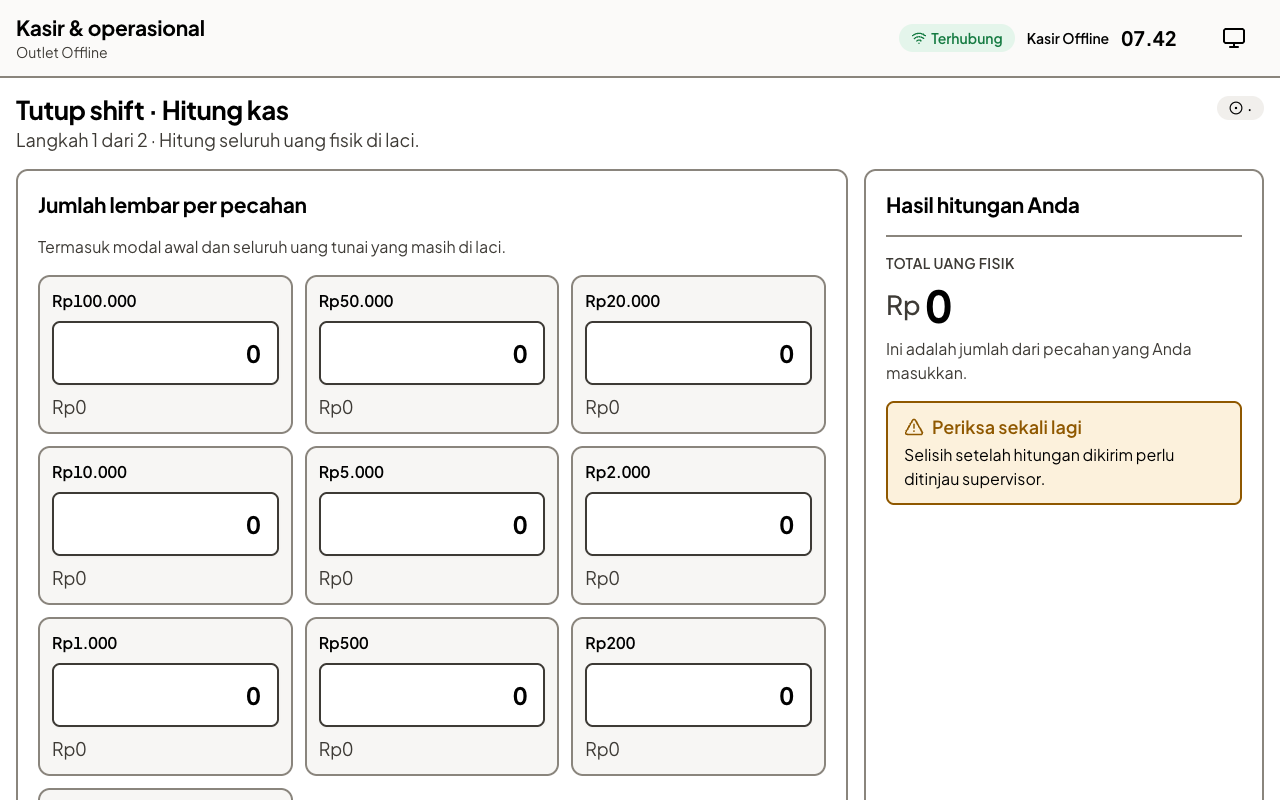 Kasir & operasional
Outlet Offline
Terhubung
Kasir Offline
07.42
Tutup shift · Hitung kas
·
Langkah 1 dari 2 · Hitung seluruh uang fisik di laci.
Jumlah lembar per pecahan
Termasuk modal awal dan seluruh uang tunai yang masih di laci.
Rp100.000
0
Rp0
Rp50.000
0
Rp0
Rp20.000
0
Rp0
Rp10.000
0
Rp0
Rp5.000
0
Rp0
Rp2.000
0
Rp0
Rp1.000
0
Rp0
Rp500
0
Rp0
Rp200
0
Rp0
Hasil hitungan Anda
TOTAL UANG FISIK
Rp 0
Ini adalah jumlah dari pecahan yang Anda
masukkan.
Periksa sekali lagi
Selisih setelah hitungan dikirim perlu
ditinjau supervisor.